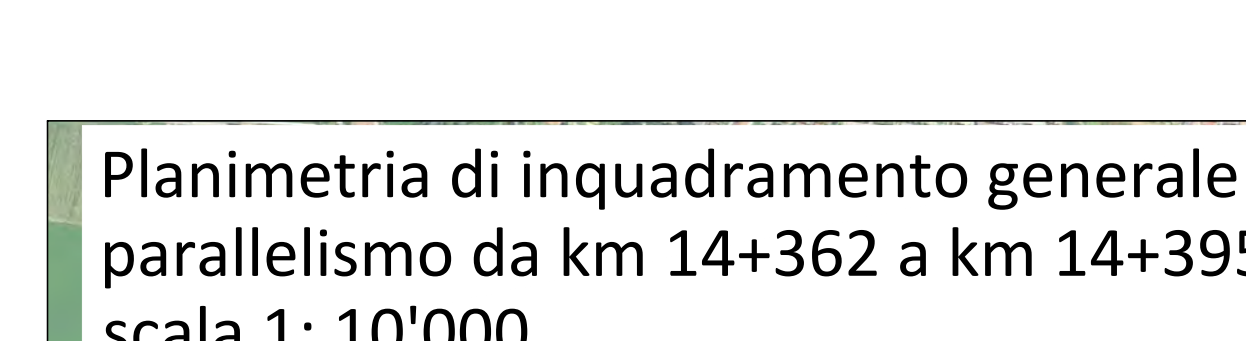 Planimetria di inquadramento generale
parallelismo da km 14+362 a km 14+395
scala 1: 10'000